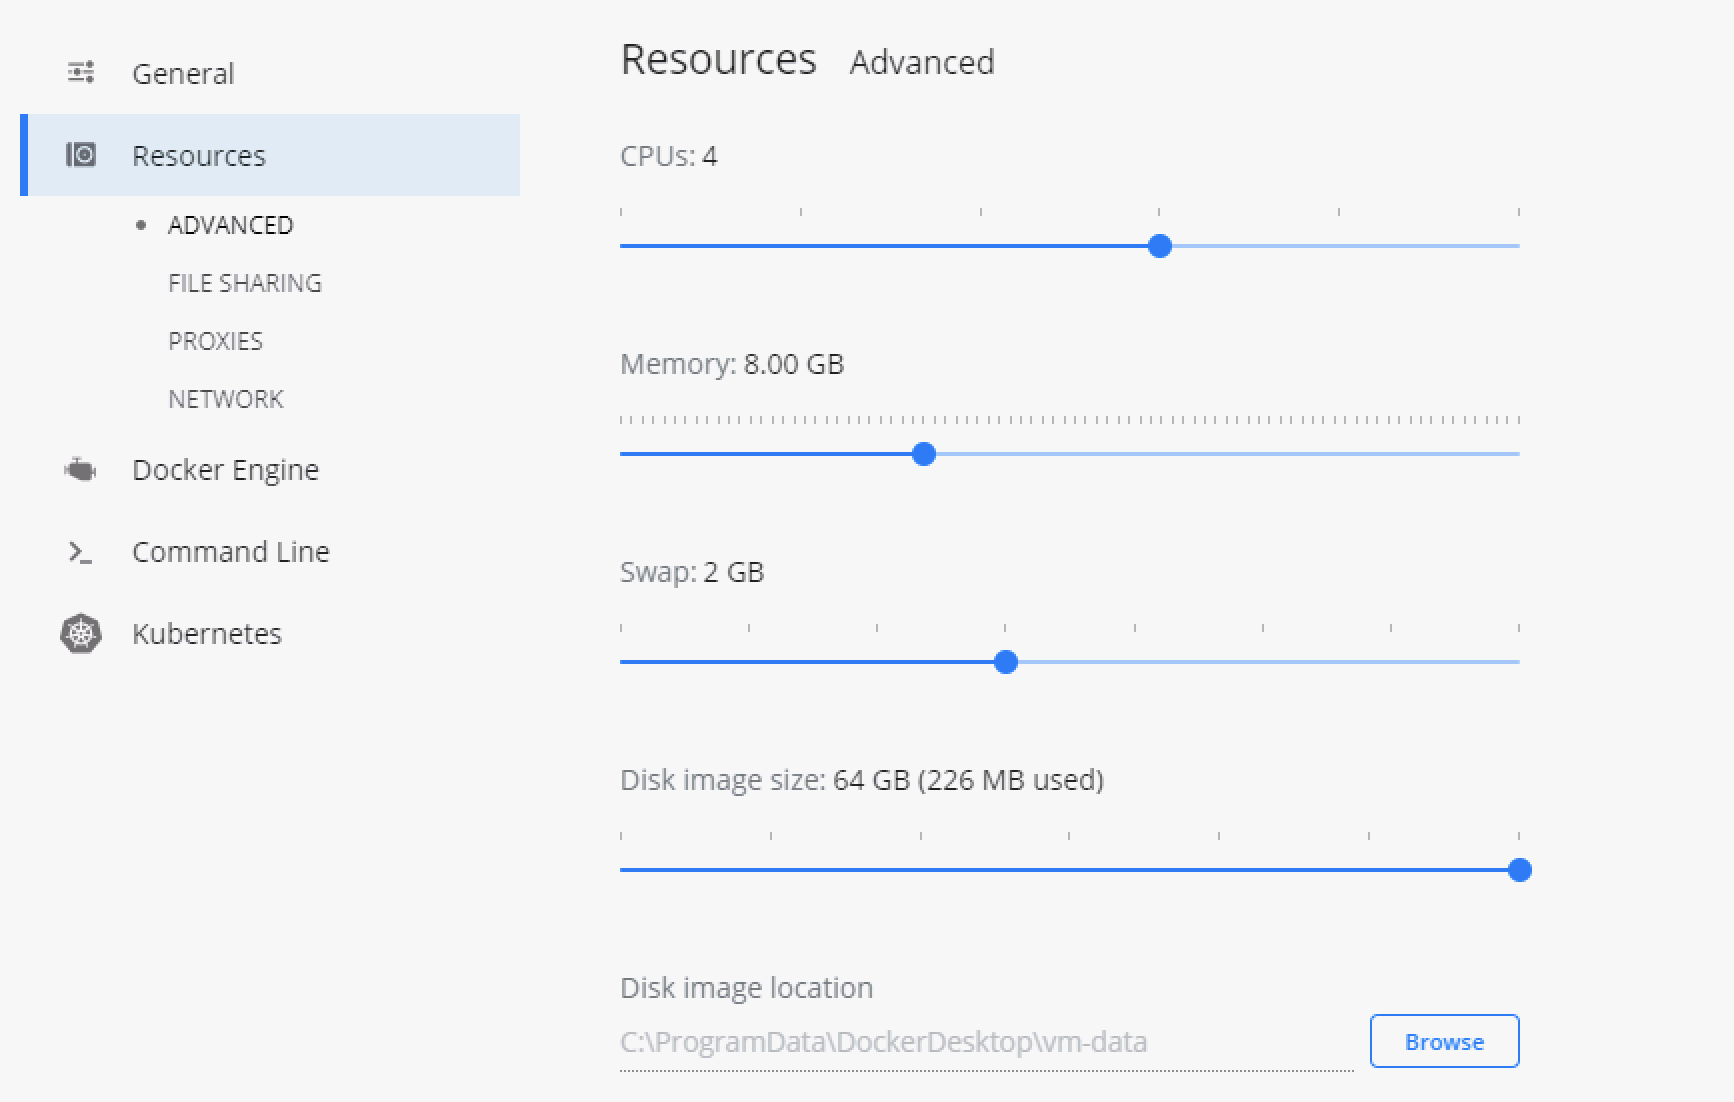 General
Resources
ADVANCED
FILE SHARING
PROXIES
NETWORK
Docker Engine
Command Line
Kubernetes
Resources Advanced
CPUs: 4
Memory: 8.00 GB
Swap: 2 GB
Disk image size: 64 GB (226 MB used)
Disk image location
C:\ProgramData\DockerDesktop\vm-data
Browse